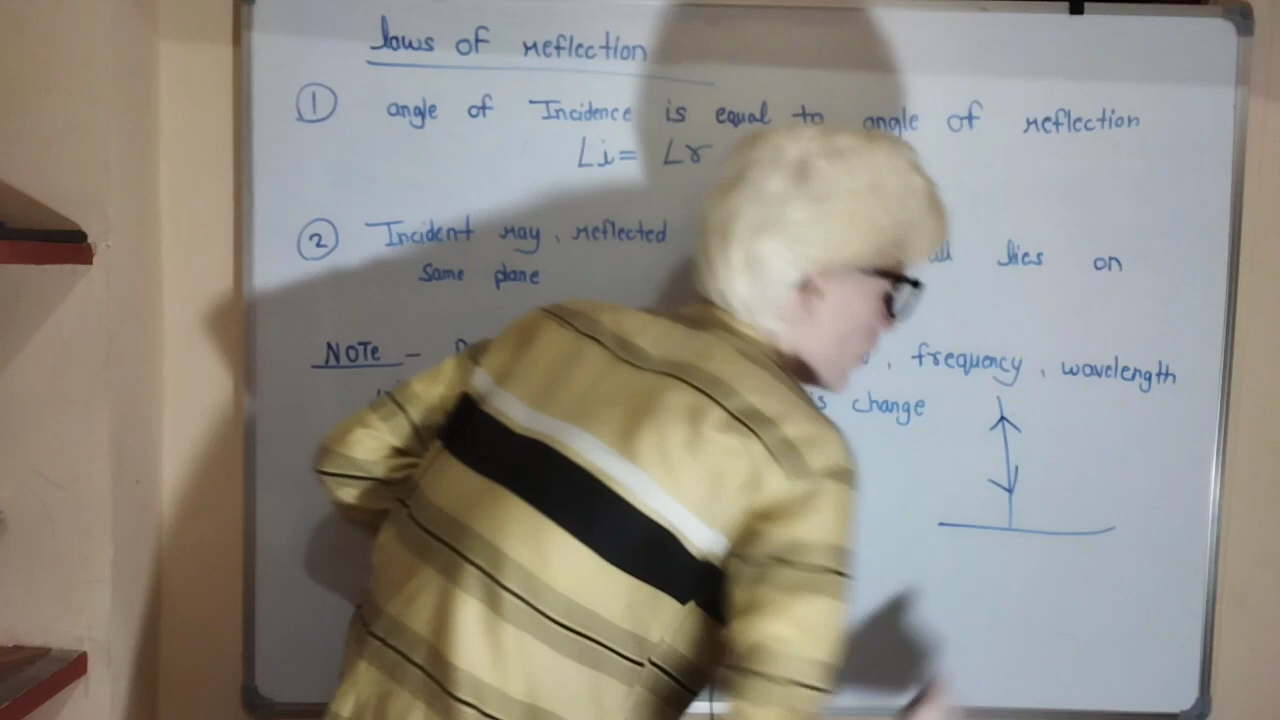 laws of reflection
① angle of Incidence is equal to angle of reflection
∠i = ∠r
② Incident ray, reflected all lies on
Same plane
NOTE - , frequency, wavelength
is change